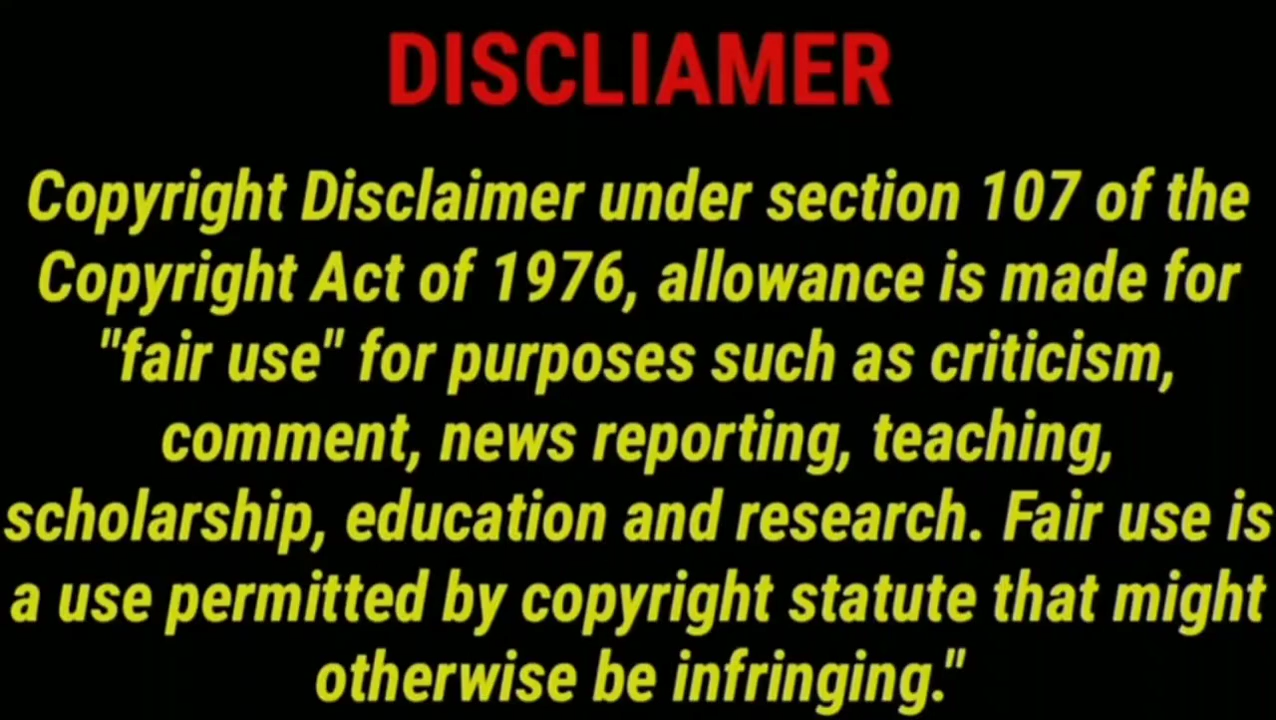 DISCLIAMER
Copyright Disclaimer under section 107 of the
Copyright Act of 1976, allowance is made for
"fair use" for purposes such as criticism,
comment, news reporting, teaching,
scholarship, education and research. Fair use is
a use permitted by copyright statute that might
otherwise be infringing."